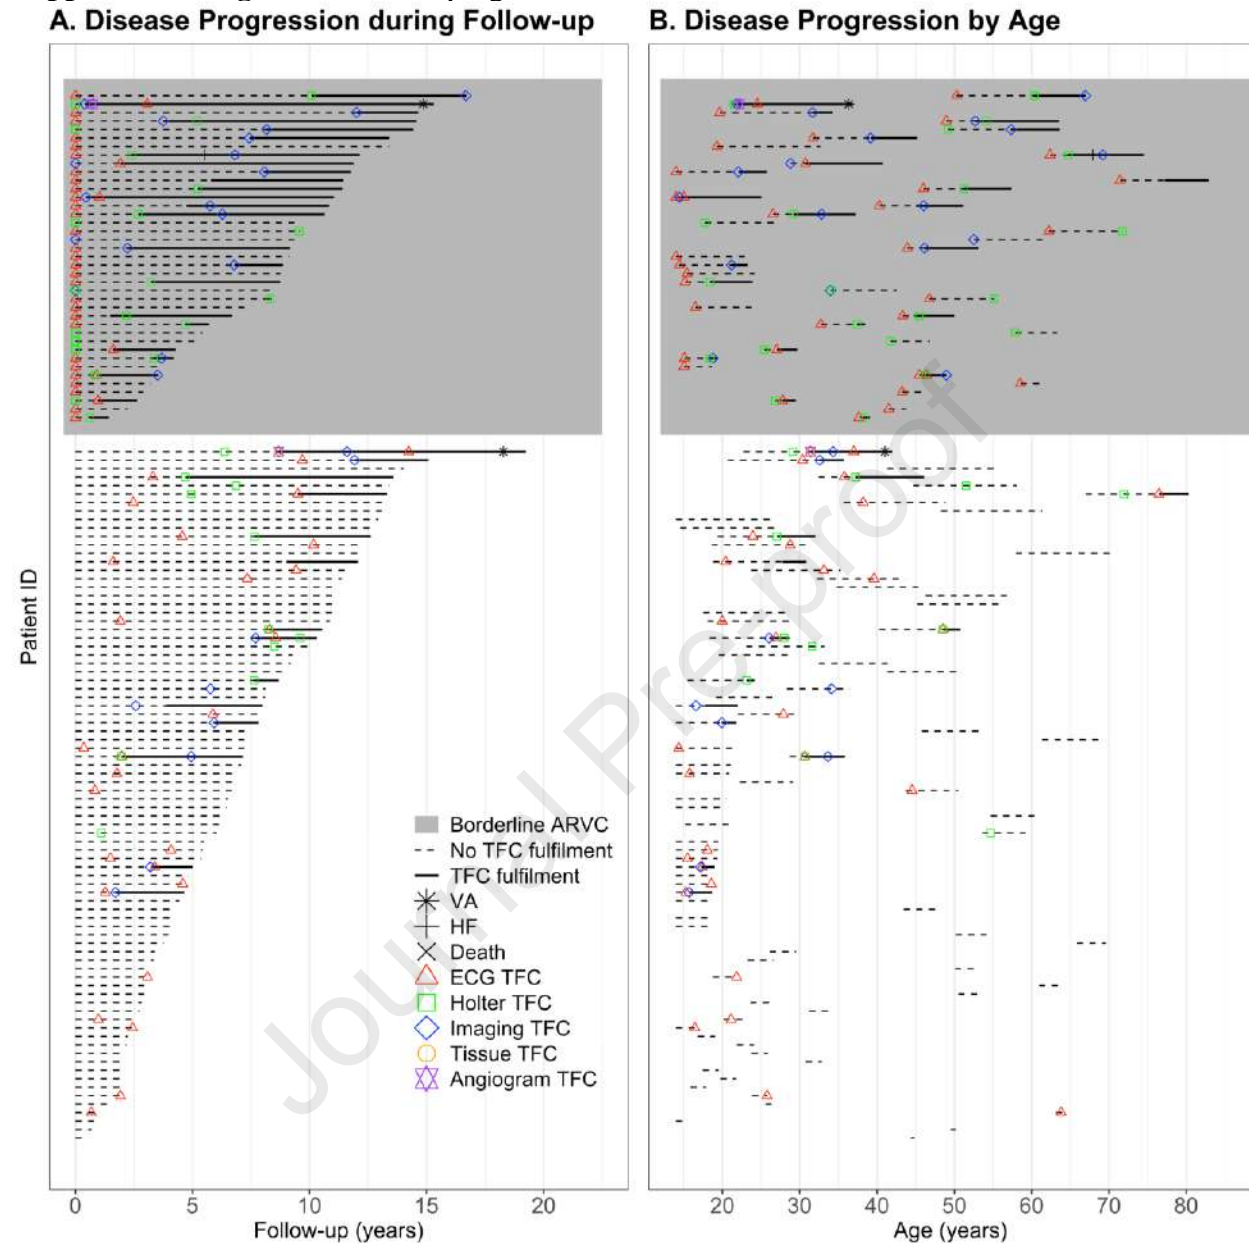 A. Disease Progression during Follow-up
B. Disease Progression by Age
Patient ID
Borderline ARVC
No TFC fulfilment
TFC fulfilment
VA
HF
Death
ECG TFC
Holter TFC
Imaging TFC
Tissue TFC
Angiogram TFC
0 5 10 15 20
Follow-up (years)
20 30 40 50 60 70 80
Age (years)
Journal Pre-proof